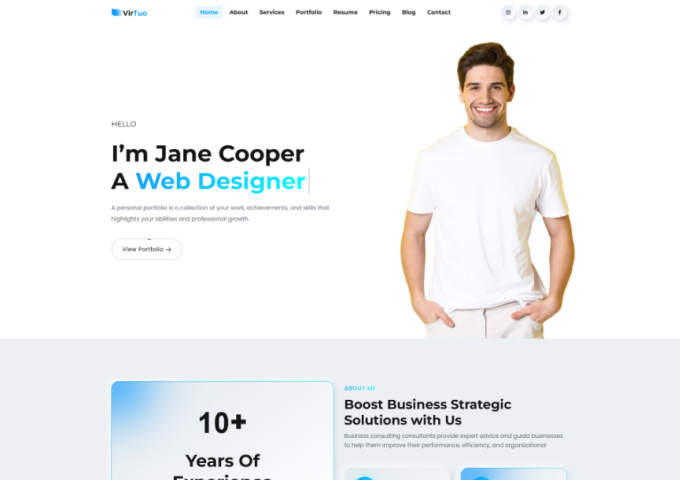 VirTuo
Home About Services Portfolio Resume Pricing Blog Contact
HELLO
I'm Jane Cooper
A Web Designer
A personal portfolio is a collection of your work, achievements, and skills that
highlights your abilities and professional growth.
View Portfolio →
10+
Years Of
Experience
ABOUT ME
Boost Business Strategic
Solutions with Us
Business consulting consultants provide expert advice and guida businesses
to help them improve their performance, efficiency, and organizational